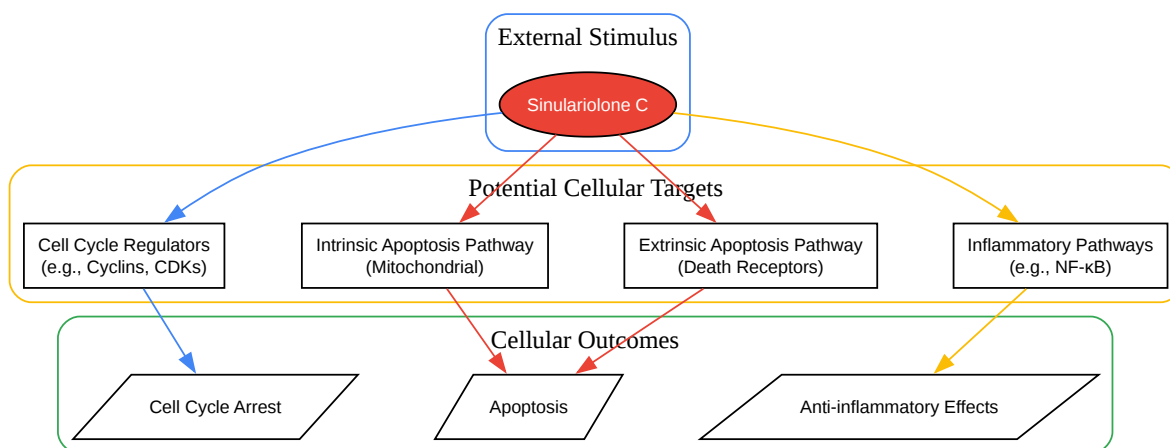 External Stimulus
Sinulariolone C
Potential Cellular Targets
Cell Cycle Regulators
(e.g., Cyclins, CDKs)
Intrinsic Apoptosis Pathway
(Mitochondrial)
Extrinsic Apoptosis Pathway
(Death Receptors)
Inflammatory Pathways
(e.g., NF-κB)
Cellular Outcomes
Cell Cycle Arrest
Apoptosis
Anti-inflammatory Effects